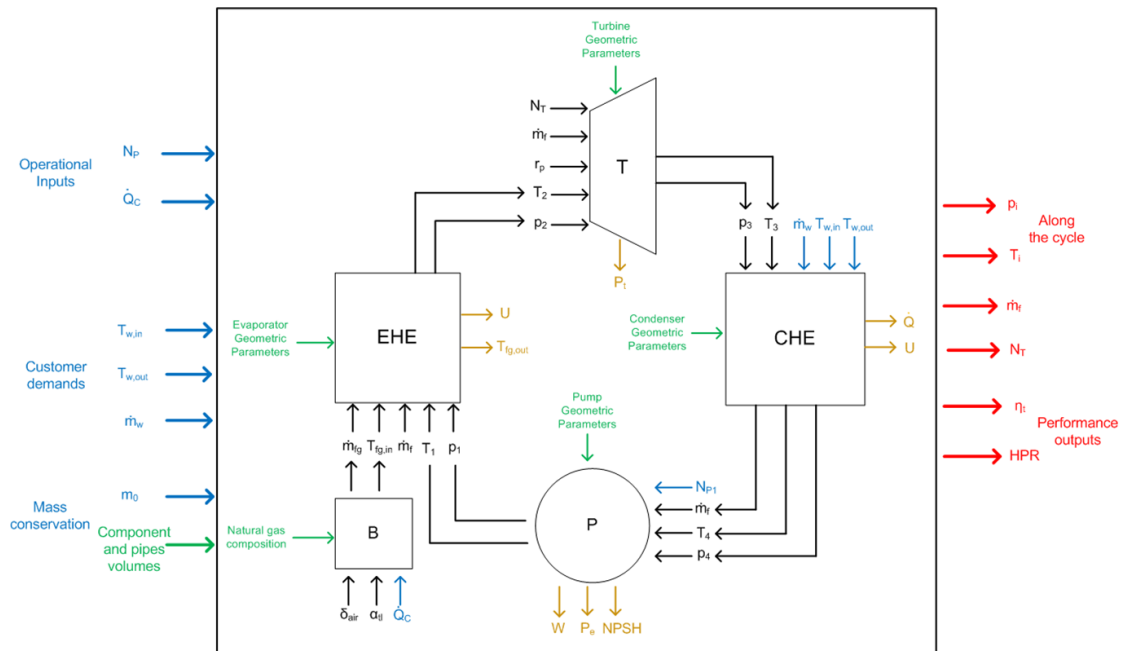 Turbine
Geometric
Parameters
Operational
Inputs
N_P
Q̇_C
N_T
ṁ_f
r_p
T_2
p_2
T
P_t
p_3
T_3
ṁ_w
T_w,in
T_w,out
p_i
Along
the cycle
T_i
ṁ_f
N_T
η_t
Performance
outputs
HPR
Evaporator
Geometric
Parameters
EHE
U
T_fg,out
Condenser
Geometric
Parameters
CHE
Q̇
U
T_w,in
Customer
demands
T_w,out
ṁ_w
ṁ_fg
T_fg,in
ṁ_f
T_1
p_1
Pump
Geometric
Parameters
Mass
conservation
m_0
Component
and pipes
volumes
Natural gas
composition
B
P
N_P1
ṁ_f
T_4
p_4
δ_air
α_tl
Q̇_C
W
P_e
NPSH